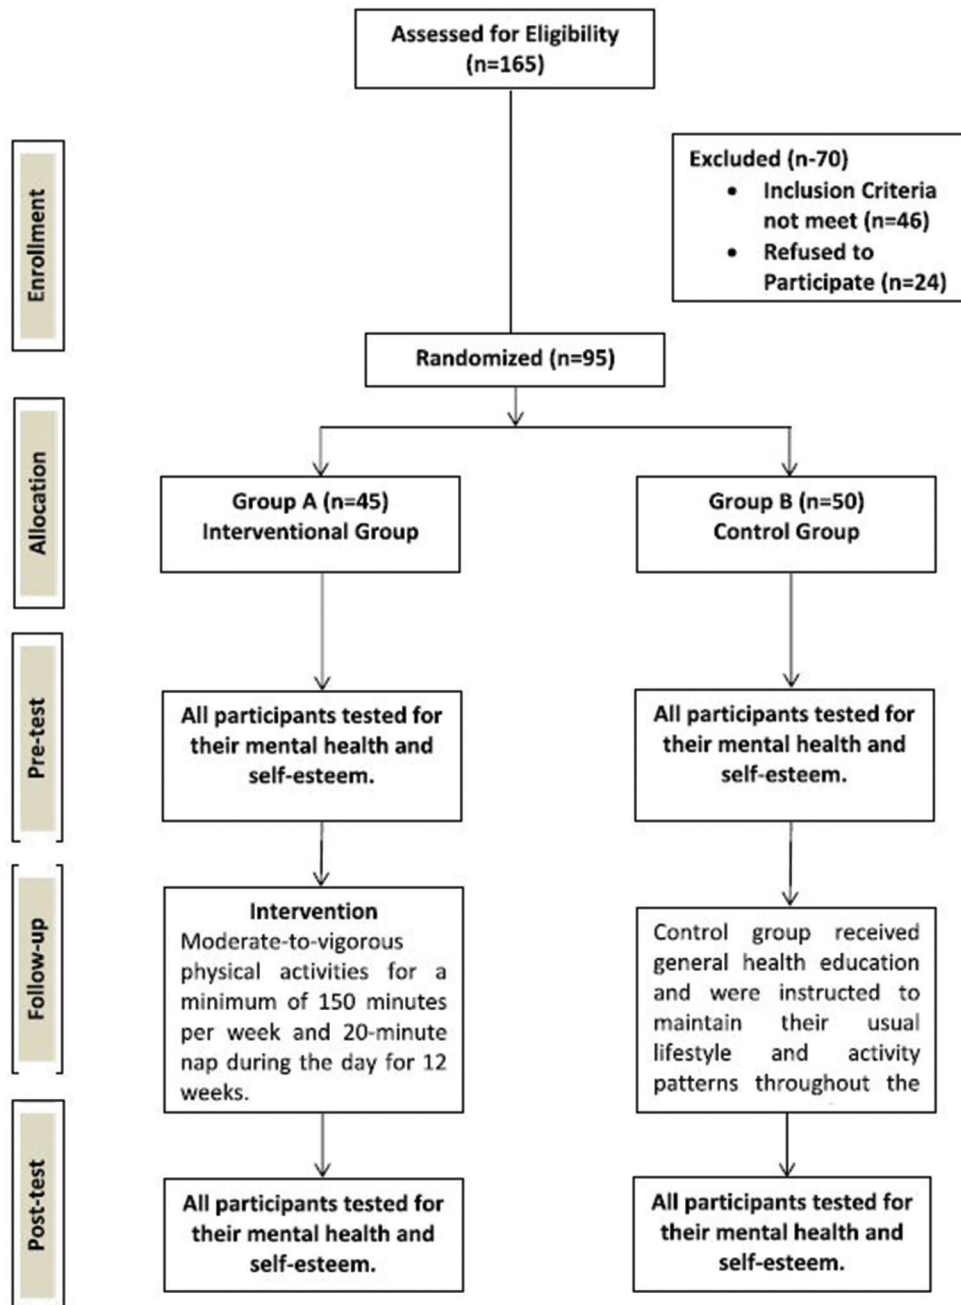 Assessed for Eligibility
(n=165)
Enrollment
Excluded (n-70)
• Inclusion Criteria
not meet (n=46)
• Refused to
Participate (n=24)
Randomized (n=95)
Allocation
Group A (n=45)
Interventional Group
Group B (n=50)
Control Group
Pre-test
All participants tested for
their mental health and
self-esteem.
All participants tested for
their mental health and
self-esteem.
Follow-up
Intervention
Moderate-to-vigorous
physical activities for a
minimum of 150 minutes
per week and 20-minute
nap during the day for 12
weeks.
Control group received
general health education
and were instructed to
maintain their usual
lifestyle and activity
patterns throughout the
Post-test
All participants tested for
their mental health and
self-esteem.
All participants tested for
their mental health and
self-esteem.